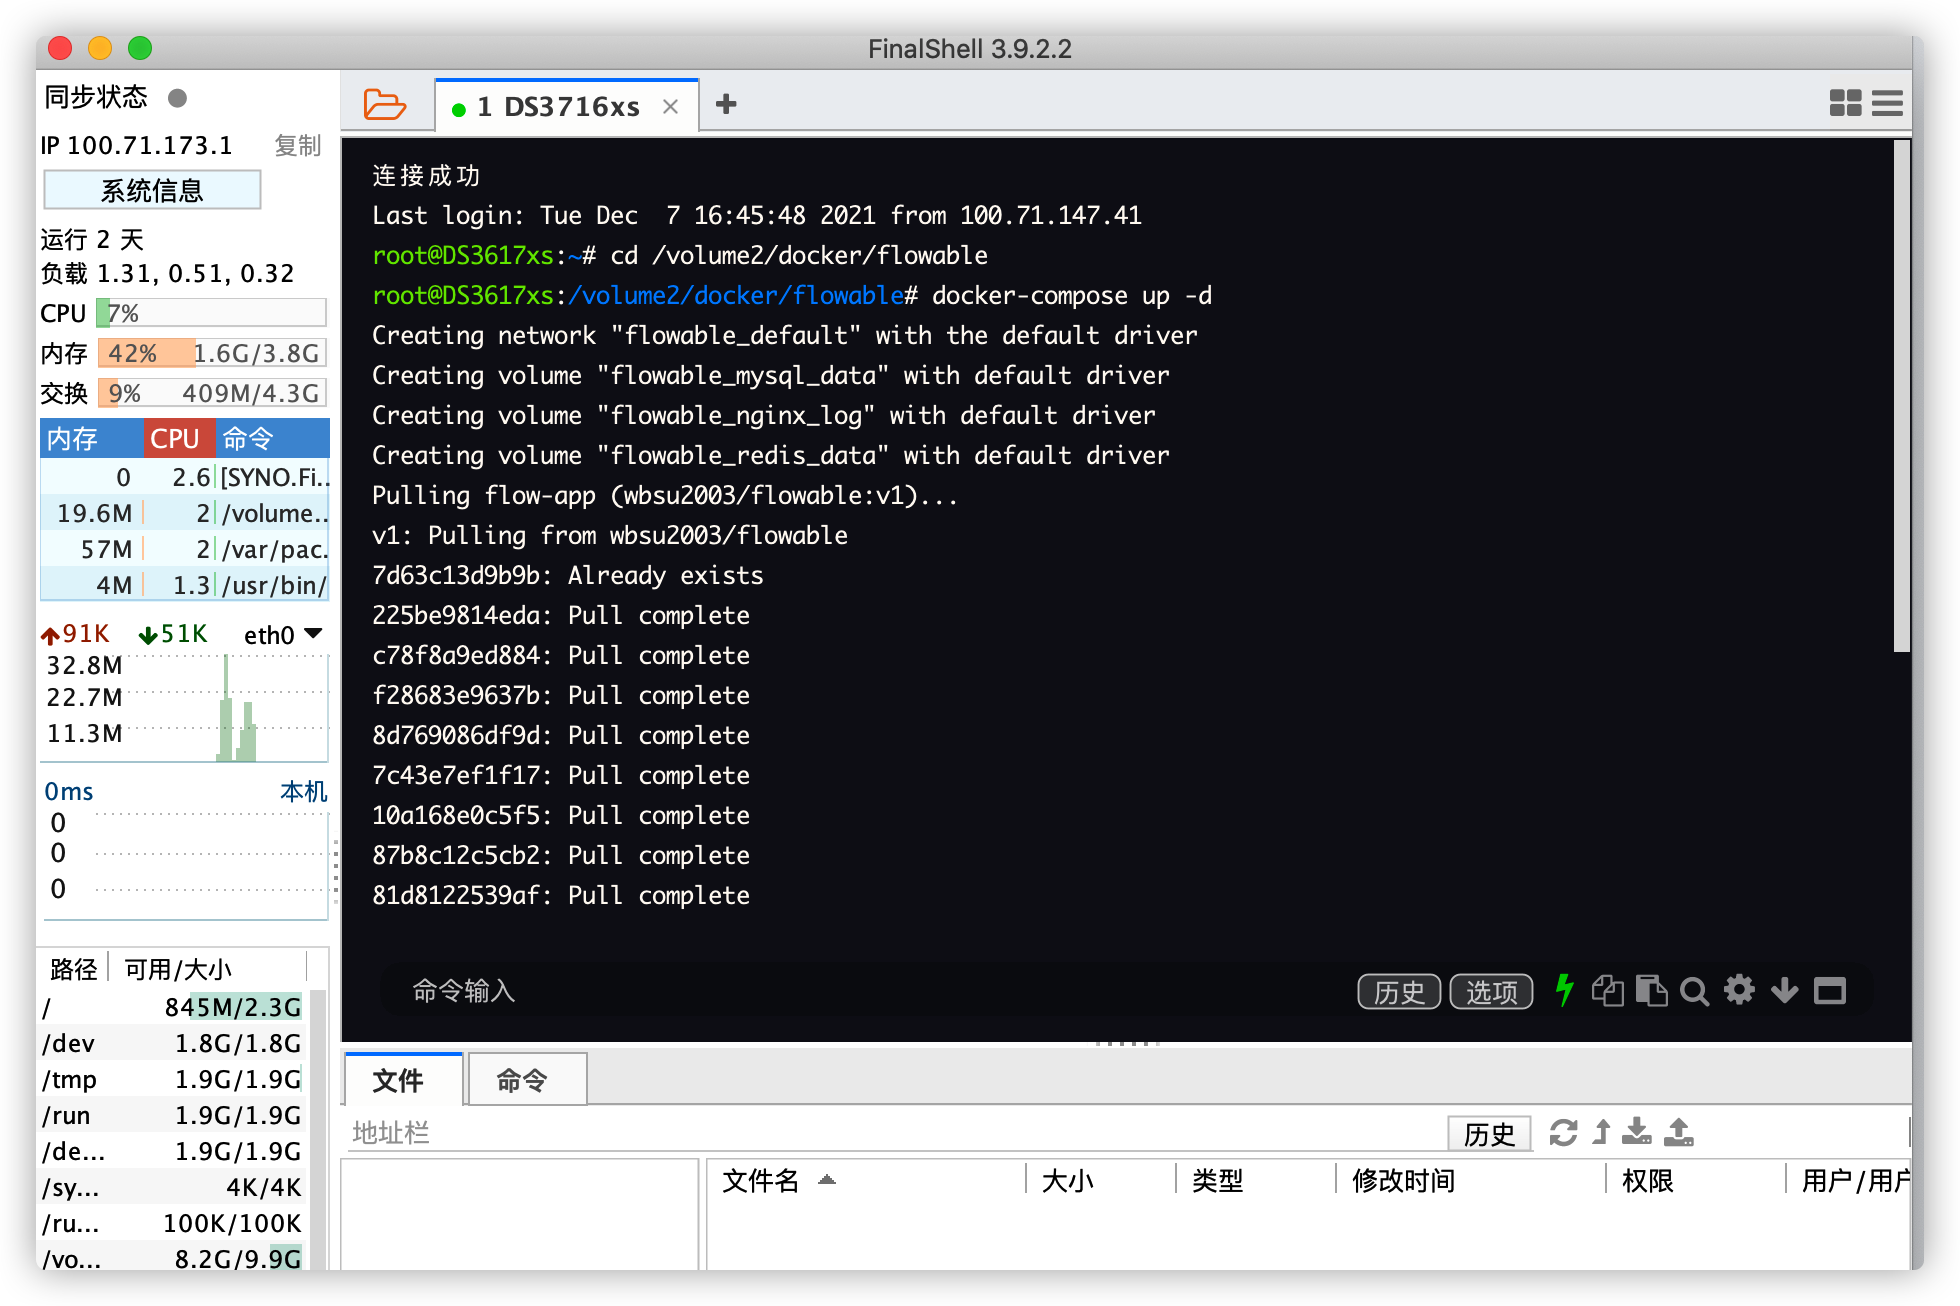 FinalShell 3.9.2.2
同步状态
IP 100.71.173.1 复制
系统信息
运行 2 天
负载 1.31, 0.51, 0.32
CPU 7%
内存 42% 1.6G/3.8G
交换 9% 409M/4.3G
内存 CPU 命令
0 2.6 [SYNO.Fi..
19.6M 2 /volume..
57M 2 /var/pac.
4M 1.3 /usr/bin/
91K 51K eth0
32.8M
22.7M
11.3M
0ms 本机
0
0
0
路径 可用/大小
/ 845M/2.3G
/dev 1.8G/1.8G
/tmp 1.9G/1.9G
/run 1.9G/1.9G
/de... 1.9G/1.9G
/sy... 4K/4K
/ru... 100K/100K
/vo... 8.2G/9.9G
1 DS3716xs
连接成功
Last login: Tue Dec  7 16:45:48 2021 from 100.71.147.41
root@DS3617xs:~# cd /volume2/docker/flowable
root@DS3617xs:/volume2/docker/flowable# docker-compose up -d
Creating network "flowable_default" with the default driver
Creating volume "flowable_mysql_data" with default driver
Creating volume "flowable_nginx_log" with default driver
Creating volume "flowable_redis_data" with default driver
Pulling flow-app (wbsu2003/flowable:v1)...
v1: Pulling from wbsu2003/flowable
7d63c13d9b9b: Already exists
225be9814eda: Pull complete
c78f8a9ed884: Pull complete
f28683e9637b: Pull complete
8d769086df9d: Pull complete
7c43e7ef1f17: Pull complete
10a168e0c5f5: Pull complete
87b8c12c5cb2: Pull complete
81d8122539af: Pull complete
命令输入 历史 选项
文件 命令
地址栏 历史
文件名 大小 类型 修改时间 权限 用户/用户